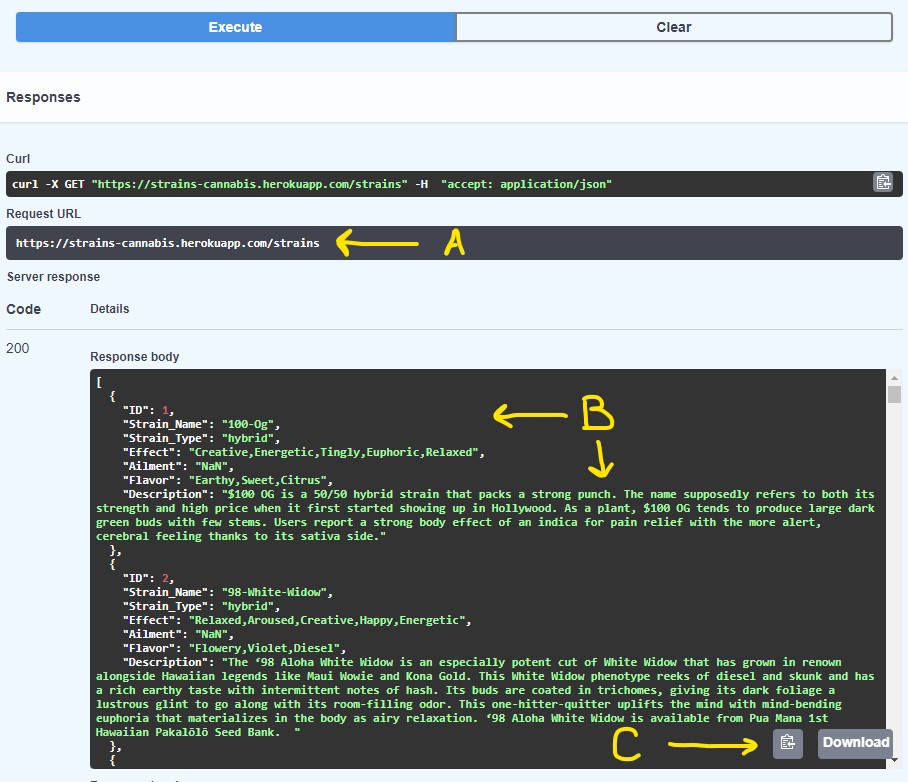 Execute
Clear
Responses
Curl
curl -X GET "https://strains-cannabis.herokuapp.com/strains" -H  "accept: application/json"
Request URL
https://strains-cannabis.herokuapp.com/strains
A
Server response
Code
Details
200
Response body
[
  {
    "ID": 1,
    "Strain_Name": "100-Og",
    "Strain_Type": "hybrid",
    "Effect": "Creative,Energetic,Tingly,Euphoric,Relaxed",
    "Ailment": "NaN",
    "Flavor": "Earthy,Sweet,Citrus",
    "Description": "$100 OG is a 50/50 hybrid strain that packs a strong punch. The name supposedly refers to both its
strength and high price when it first started showing up in Hollywood. As a plant, $100 OG tends to produce large dark
green buds with few stems. Users report a strong body effect of an indica for pain relief with the more alert,
cerebral feeling thanks to its sativa side."
  },
  {
    "ID": 2,
    "Strain_Name": "98-White-Widow",
    "Strain_Type": "hybrid",
    "Effect": "Relaxed,Aroused,Creative,Happy,Energetic",
    "Ailment": "NaN",
    "Flavor": "Flowery,Violet,Diesel",
    "Description": "The ‘98 Aloha White Widow is an especially potent cut of White Widow that has grown in renown
alongside Hawaiian legends like Maui Wowie and Kona Gold. This White Widow phenotype reeks of diesel and skunk and has
a rich earthy taste with intermittent notes of hash. Its buds are coated in trichomes, giving its dark foliage a
lustrous glint to go along with its room-filling odor. This one-hitter-quitter uplifts the mind with mind-bending
euphoria that materializes in the body as airy relaxation. ‘98 Aloha White Widow is available from Pua Mana 1st
Hawaiian Pakalōlō Seed Bank.  "
  },
  {
B
C
Download